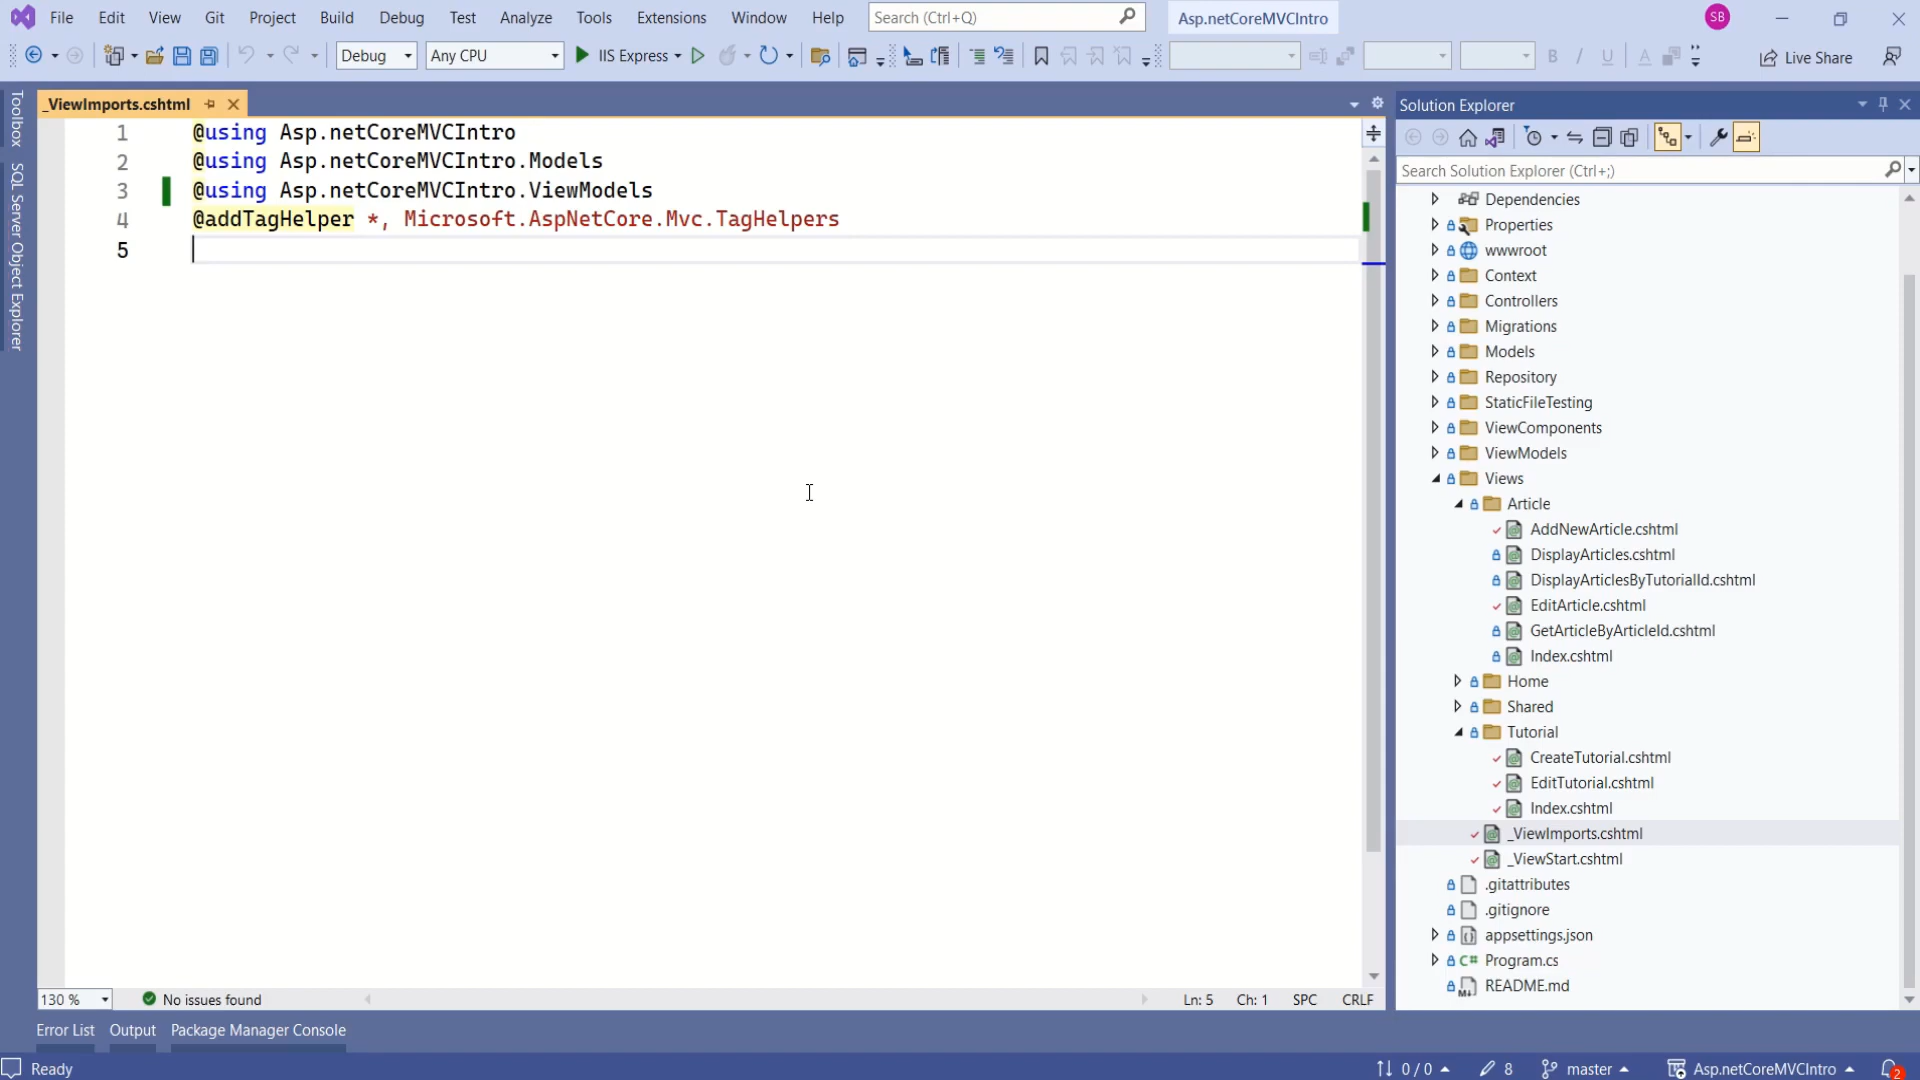 File Edit View Git Project Build Debug Test Analyze Tools Extensions Window Help Search (Ctrl+Q) Asp.netCoreMVCIntro SB
Debug Any CPU IIS Express Live Share
Toolbox
SQL Server Object Explorer
_ViewImports.cshtml
1 @using Asp.netCoreMVCIntro
2 @using Asp.netCoreMVCIntro.Models
3 @using Asp.netCoreMVCIntro.ViewModels
4 @addTagHelper *, Microsoft.AspNetCore.Mvc.TagHelpers
5
Solution Explorer
Search Solution Explorer (Ctrl+;)
Dependencies
Properties
wwwroot
Context
Controllers
Migrations
Models
Repository
StaticFileTesting
ViewComponents
ViewModels
Views
Article
AddNewArticle.cshtml
DisplayArticles.cshtml
DisplayArticlesByTutorialId.cshtml
EditArticle.cshtml
GetArticleByArticleId.cshtml
Index.cshtml
Home
Shared
Tutorial
CreateTutorial.cshtml
EditTutorial.cshtml
Index.cshtml
_ViewImports.cshtml
_ViewStart.cshtml
.gitattributes
.gitignore
appsettings.json
C# Program.cs
README.md
130 % No issues found Ln: 5 Ch: 1 SPC CRLF
Error List Output Package Manager Console
Ready 0 / 0 8 master Asp.netCoreMVCIntro 2